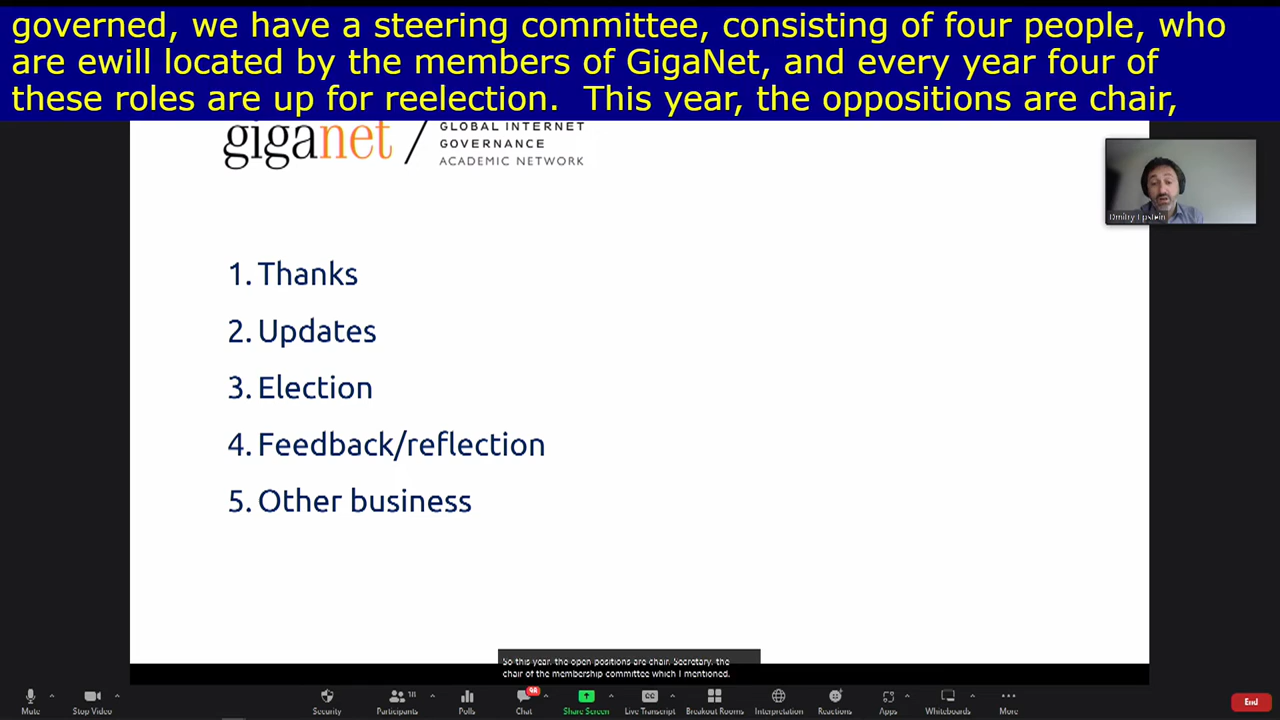 governed, we have a steering committee, consisting of four people, who
are ewill located by the members of GigaNet, and every year four of
these roles are up for reelection.  This year, the oppositions are chair,
giganet / GLOBAL INTERNET
GOVERNANCE
ACADEMIC NETWORK
Dmitry Epstein
1. Thanks
2. Updates
3. Election
4. Feedback/reflection
5. Other business
So this year, the open positions are chair, Secretary, the
chair of the membership committee which I mentioned.
Mute
Stop Video
Security
Participants
Polls
Chat
Share Screen
Live Transcript
Breakout Rooms
Interpretation
Reactions
Apps
Whiteboards
More
End